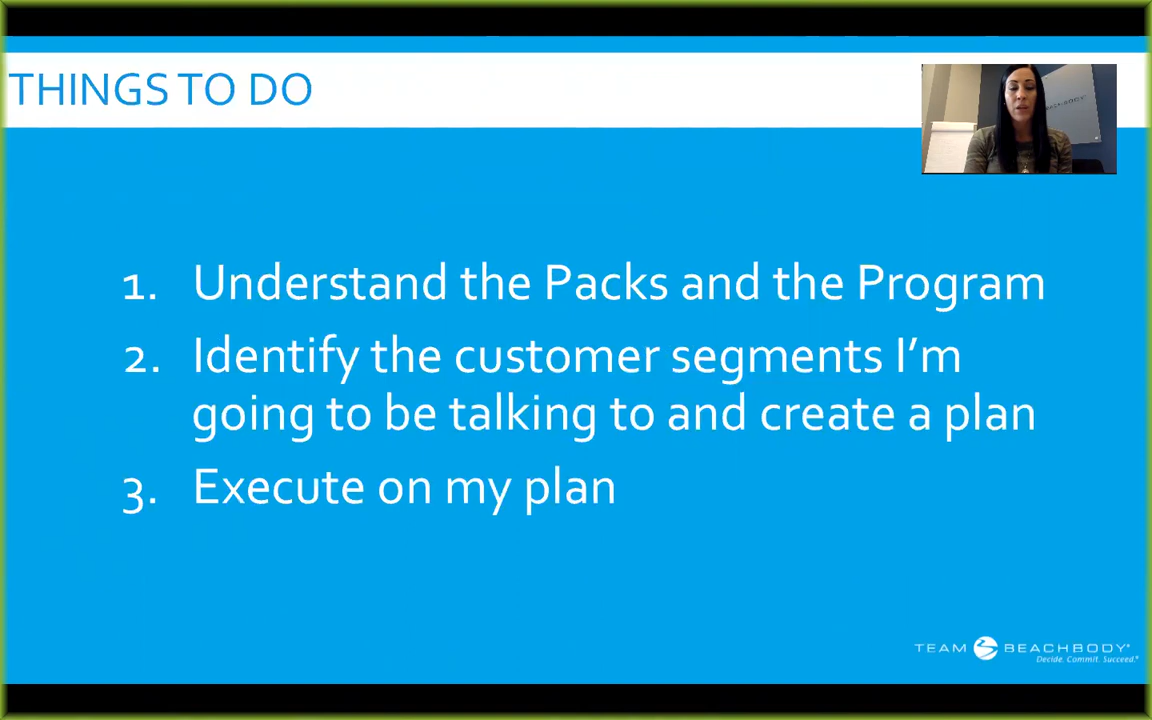 THINGS TO DO
1. Understand the Packs and the Program
2. Identify the customer segments I'm
going to be talking to and create a plan
3. Execute on my plan
TEAM BEACHBODY®
Decide. Commit. Succeed.®